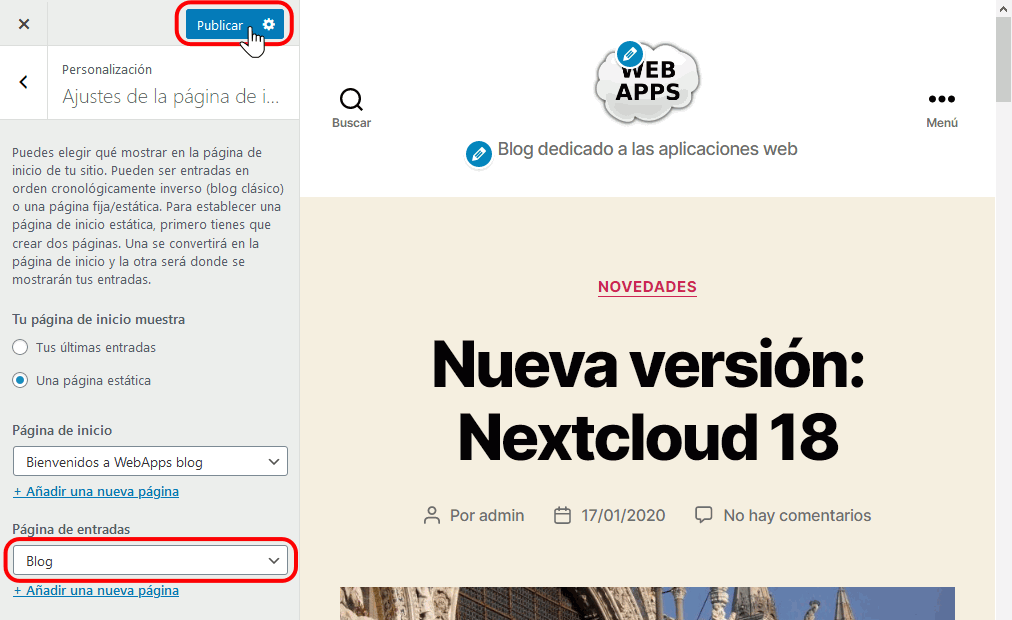 Publicar
Personalización
Ajustes de la página de i...
Puedes elegir qué mostrar en la página de
inicio de tu sitio. Pueden ser entradas en
orden cronológicamente inverso (blog clásico)
o una página fija/estática. Para establecer una
página de inicio estática, primero tienes que
crear dos páginas. Una se convertirá en la
página de inicio y la otra será donde se
mostrarán tus entradas.
Tu página de inicio muestra
Tus últimas entradas
Una página estática
Página de inicio
Bienvenidos a WebApps blog
+ Añadir una nueva página
Página de entradas
Blog
+ Añadir una nueva página
Buscar
WEB
APPS
Menú
Blog dedicado a las aplicaciones web
NOVEDADES
Nueva versión:
Nextcloud 18
Por admin 17/01/2020 No hay comentarios